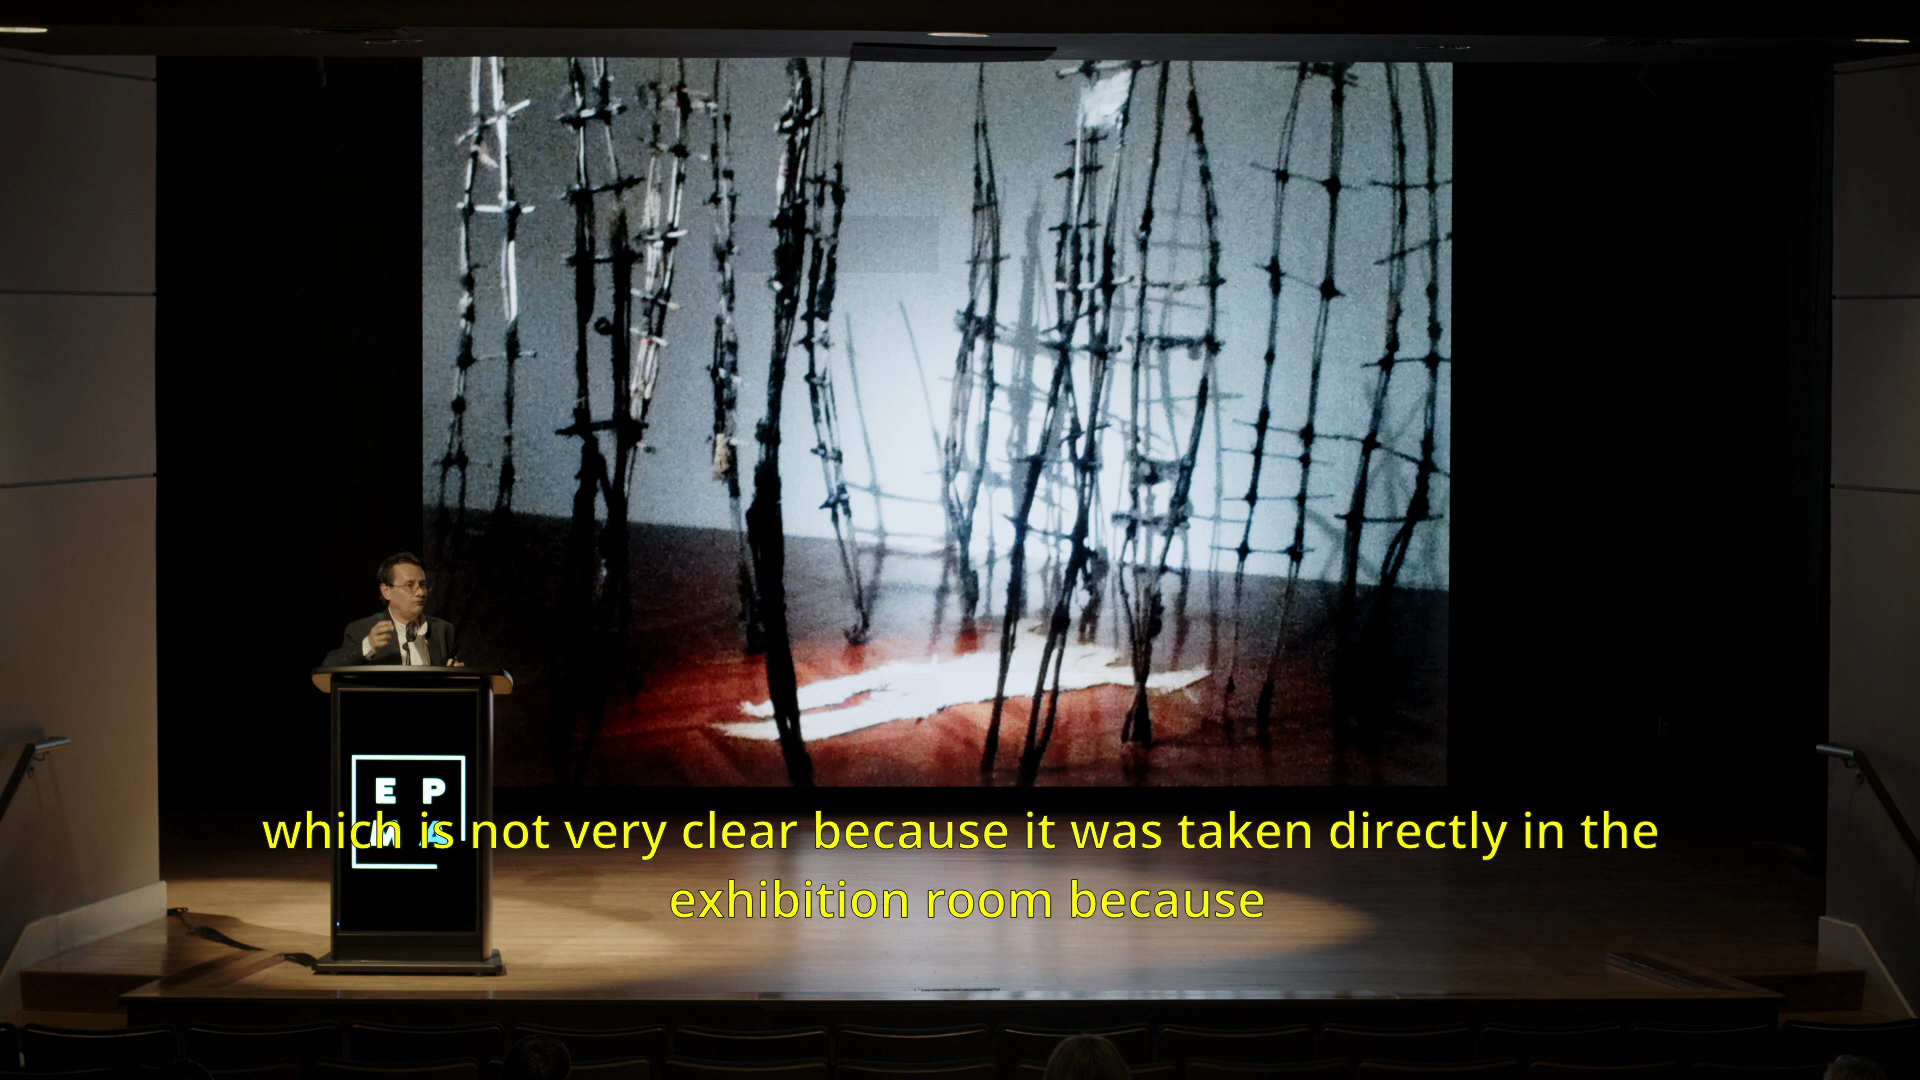 E P
M A
which is not very clear because it was taken directly in the
exhibition room because